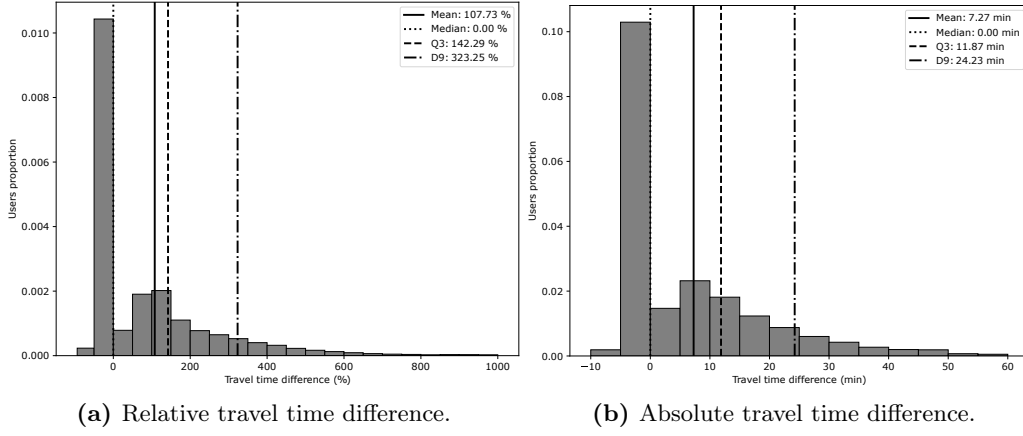 Mean: 107.73 %
Median: 0.00 %
Q3: 142.29 %
D9: 323.25 %
0.010
0.008
0.006
0.004
0.002
0.000
Users proportion
0
200
400
600
800
1000
Travel time difference (%)
(a) Relative travel time difference.
Mean: 7.27 min
Median: 0.00 min
Q3: 11.87 min
D9: 24.23 min
0.10
0.08
0.06
0.04
0.02
0.00
Users proportion
−10
0
10
20
30
40
50
60
Travel time difference (min)
(b) Absolute travel time difference.